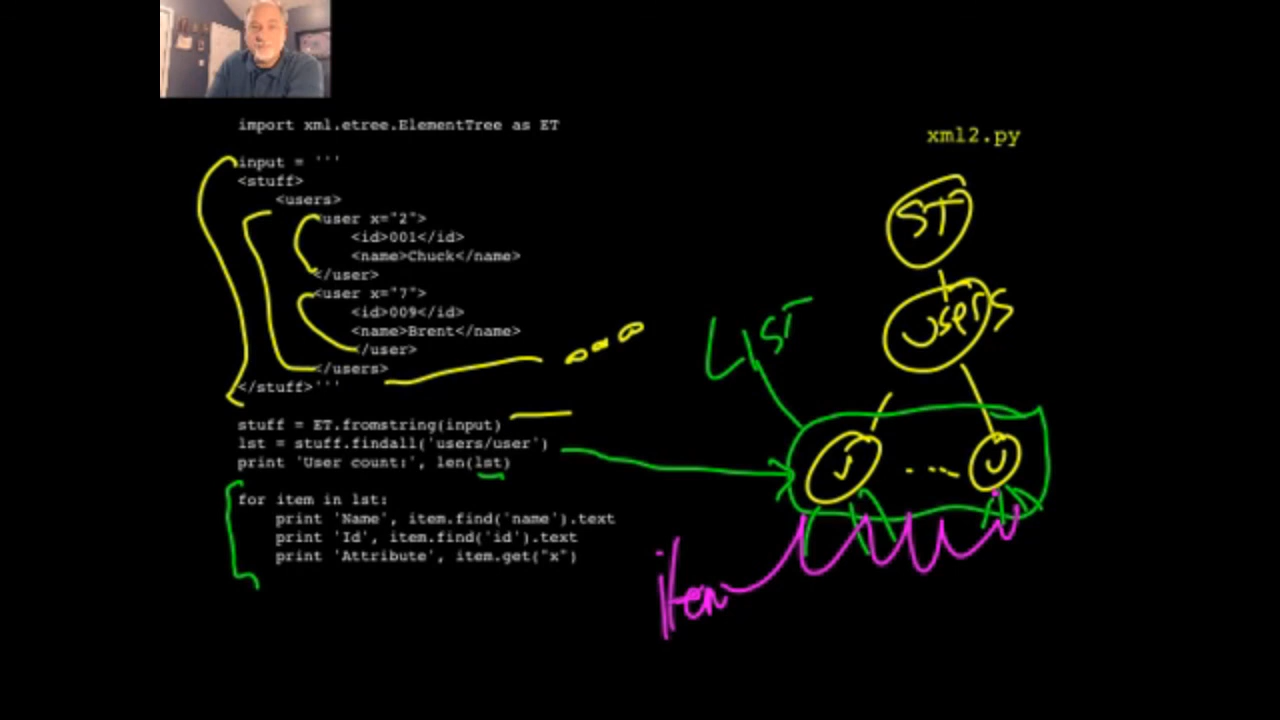 import xml.etree.ElementTree as ET
xml2.py
input = '''
<stuff>
    <users>
        <user x="2">
            <id>001</id>
            <name>Chuck</name>
        </user>
        <user x="7">
            <id>009</id>
            <name>Brent</name>
        </user>
    </users>
</stuff>'''
stuff = ET.fromstring(input)
lst = stuff.findall('users/user')
print 'User count:', len(lst)
for item in lst:
    print 'Name', item.find('name').text
    print 'Id', item.find('id').text
    print 'Attribute', item.get("x")
ST
users
LIST
U ... U
item